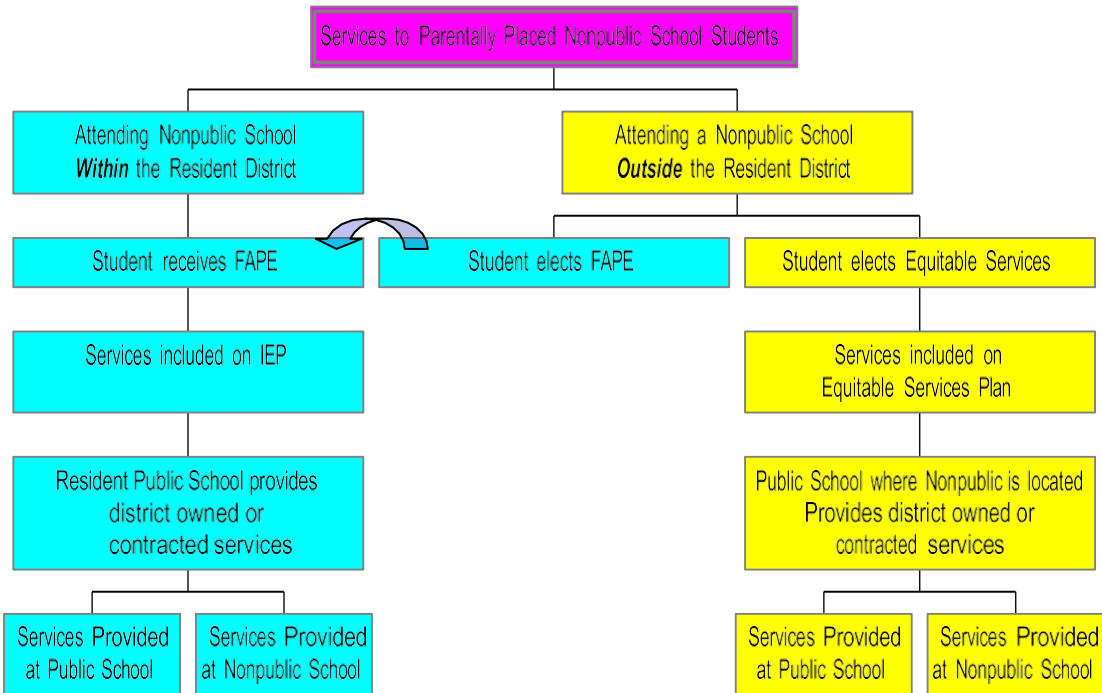 Services to Parentally Placed Nonpublic School Students
Attending Nonpublic School
Within the Resident District
Attending a Nonpublic School
Outside the Resident District
Student receives FAPE
Student elects FAPE
Student elects Equitable Services
Services included on IEP
Services included on
Equitable Services Plan
Resident Public School provides
district owned or
contracted services
Public School where Nonpublic is located
Provides district owned or
contracted services
Services Provided
at Public School
Services Provided
at Nonpublic School
Services Provided
at Public School
Services Provided
at Nonpublic School